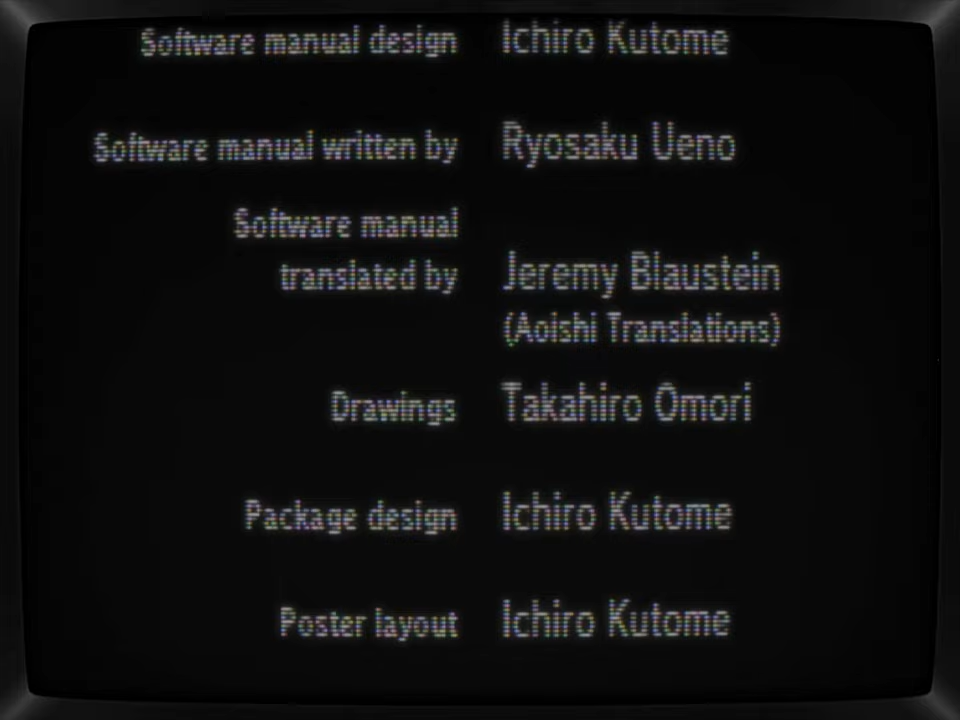 Software manual design Ichiro Kutome
Software manual written by Ryosaku Ueno
Software manual
translated by Jeremy Blaustein
(Aoishi Translations)
Drawings Takahiro Omori
Package design Ichiro Kutome
Poster layout Ichiro Kutome